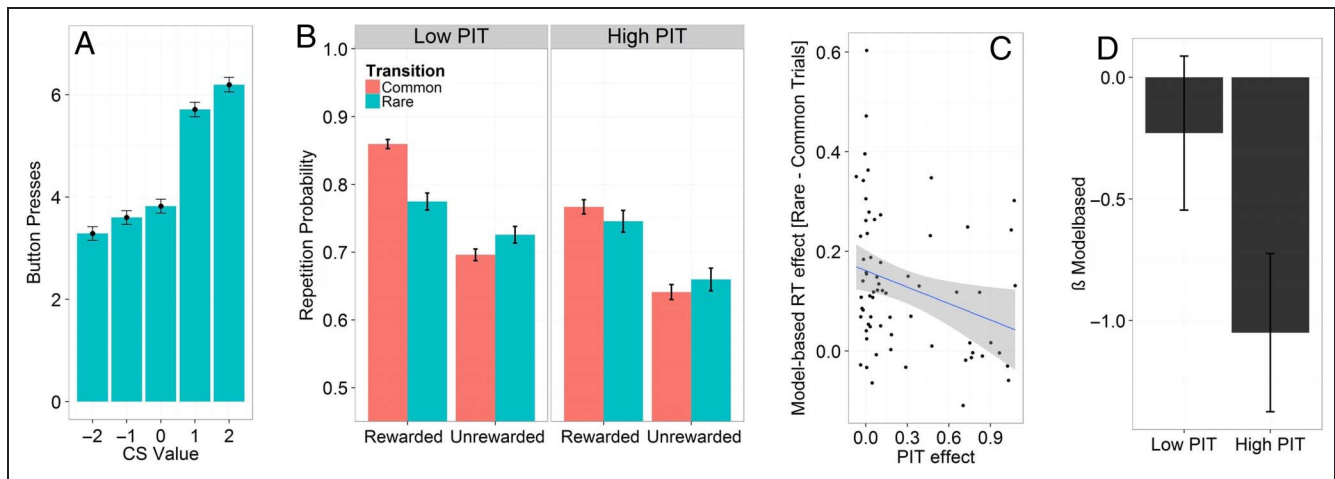 A
Button Presses
6
4
2
0
−2 −1 0 1 2
CS Value
B
Low PIT High PIT
Transition
Common
Rare
Repetition Probability
1.0
0.9
0.8
0.7
0.6
0.5
Rewarded Unrewarded Rewarded Unrewarded
C
Model-based RT effect [Rare - Common Trials]
0.6
0.4
0.2
0.0
0.0 0.3 0.6 0.9
PIT effect
D
ß Modelbased
0.0
−0.5
−1.0
Low PIT High PIT